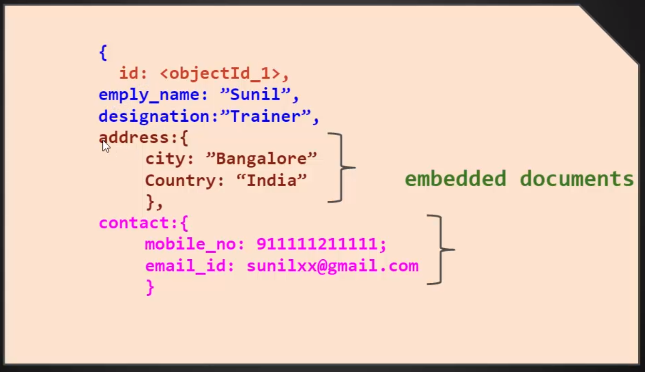 {
id: <objectId_1>,
emply_name: ”Sunil”,
designation:”Trainer”,
address:{
city: ”Bangalore”
Country: “India”
},
embedded documents
contact:{
mobile_no: 911111211111;
email_id: sunilxx@gmail.com
}